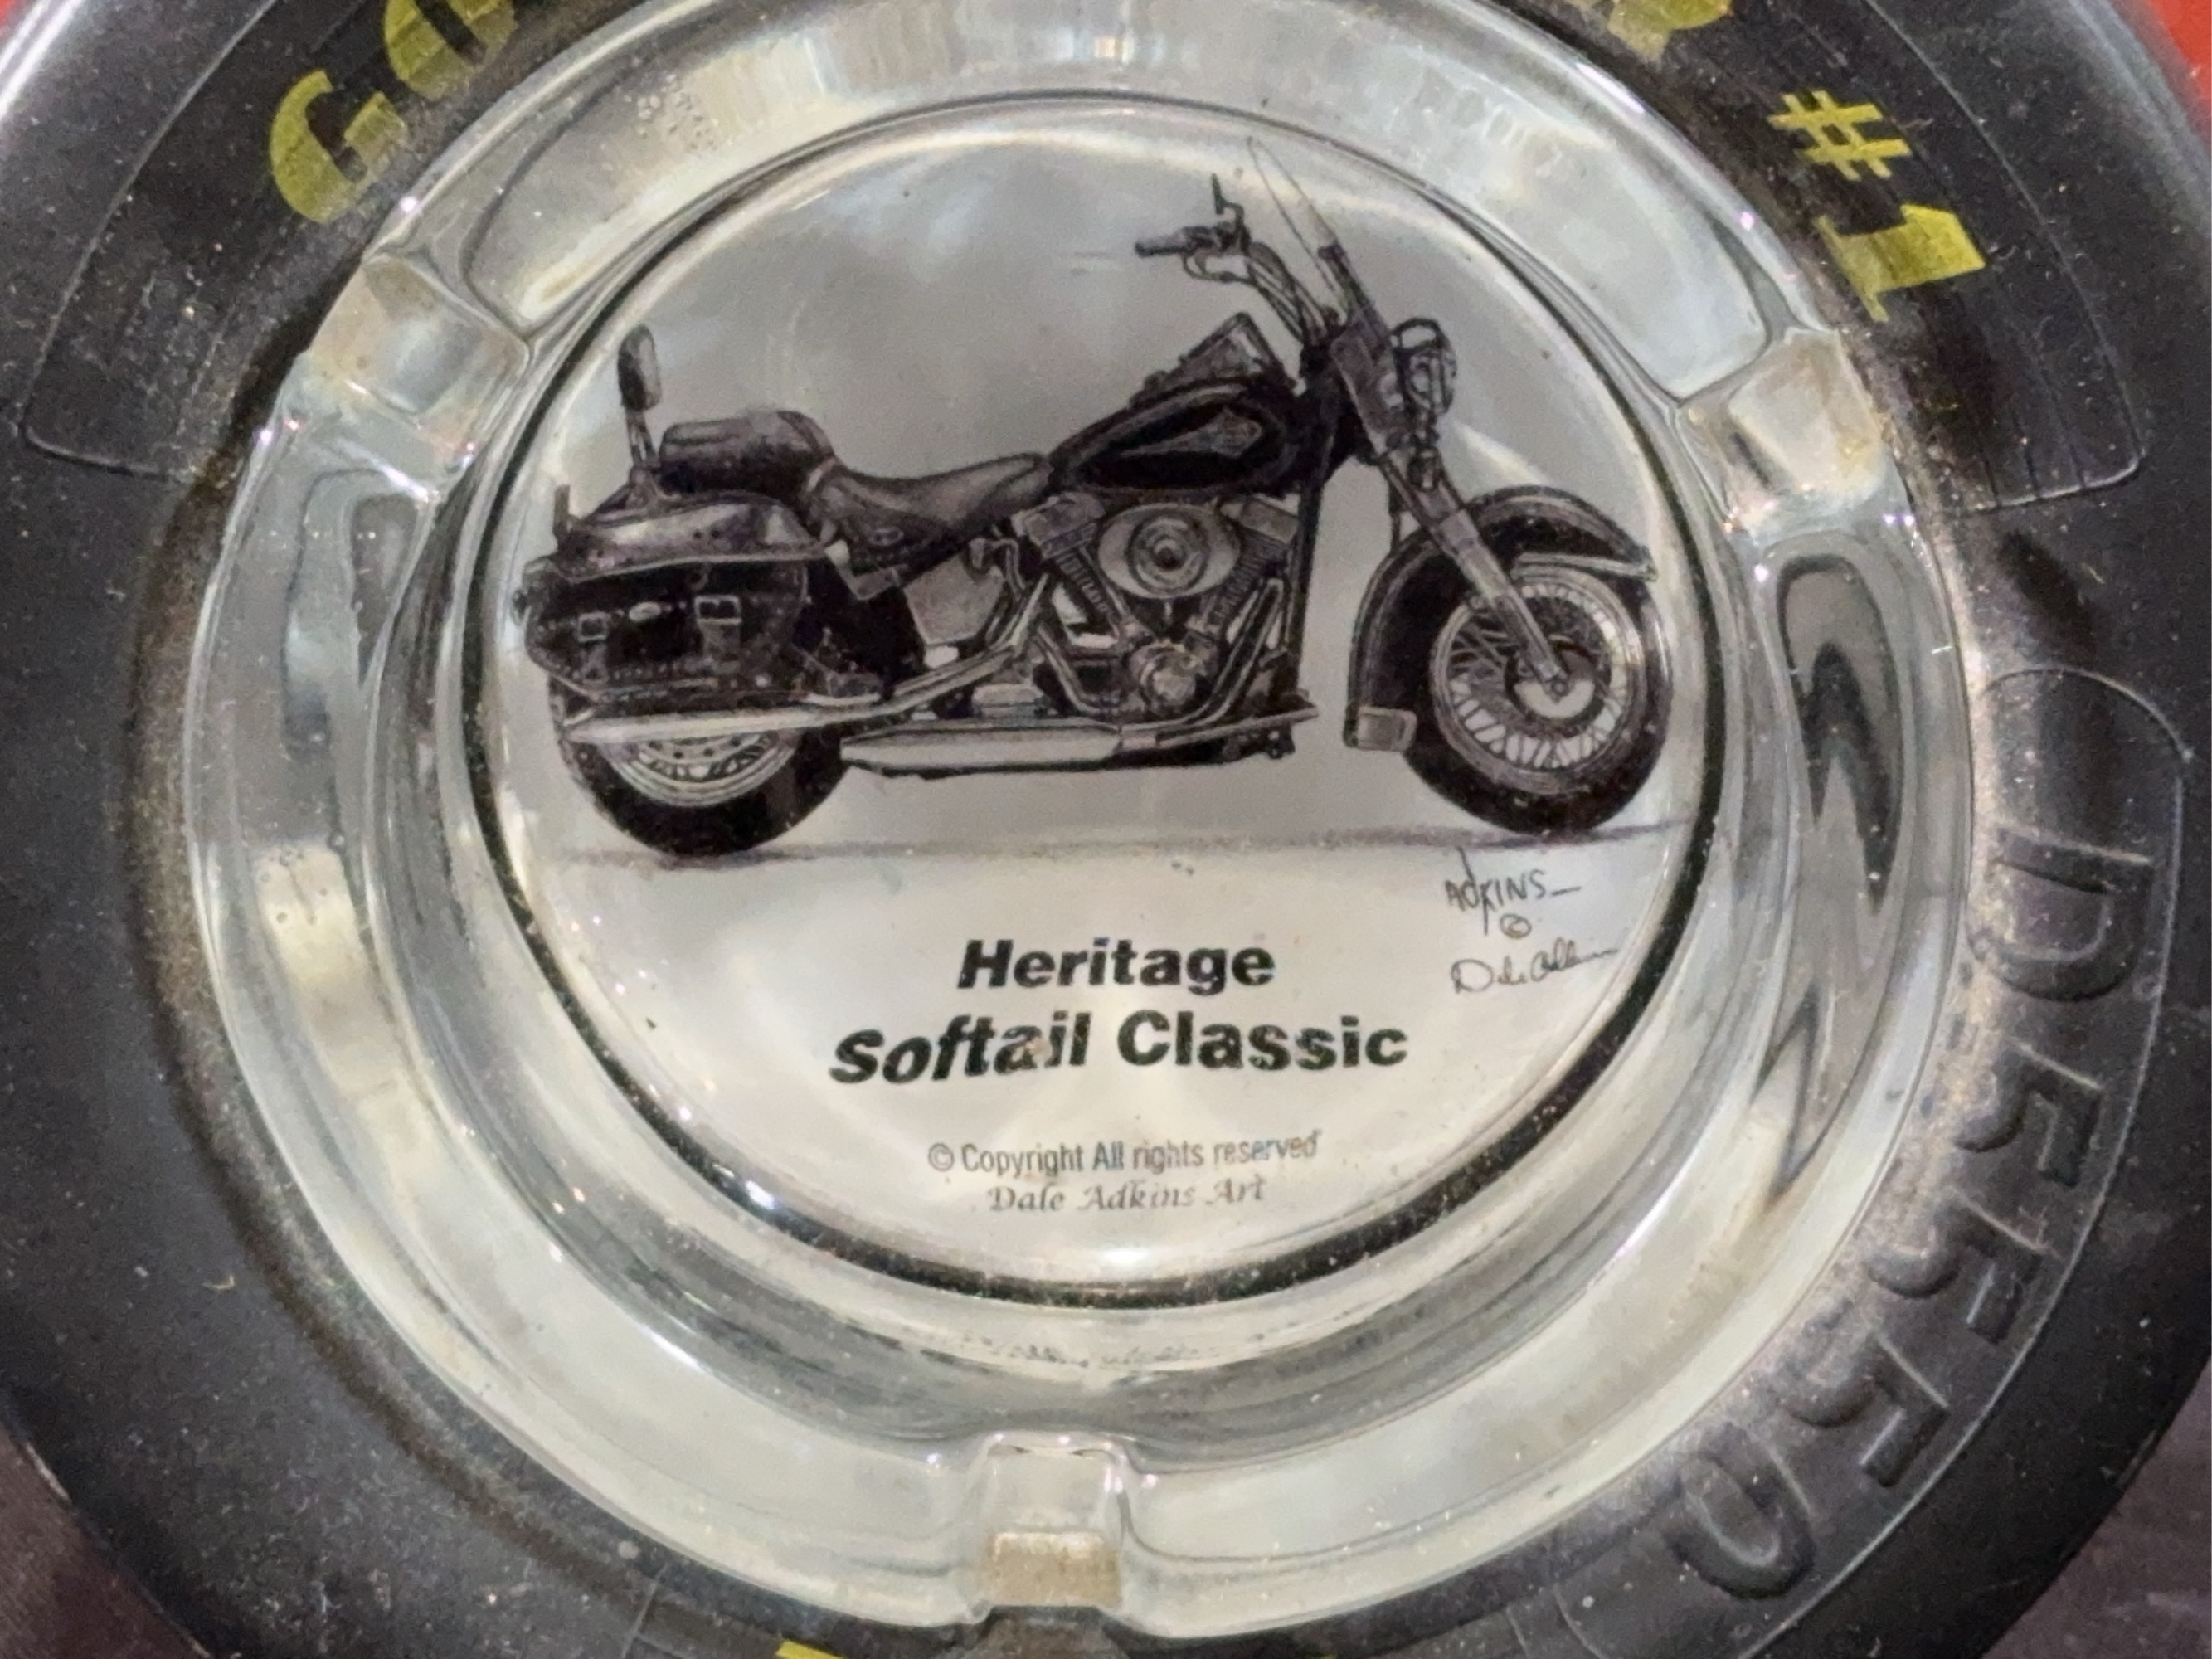 #1
ADKINS
©
Heritage
Softail Classic
© Copyright All rights reserved
Dale Adkins Art